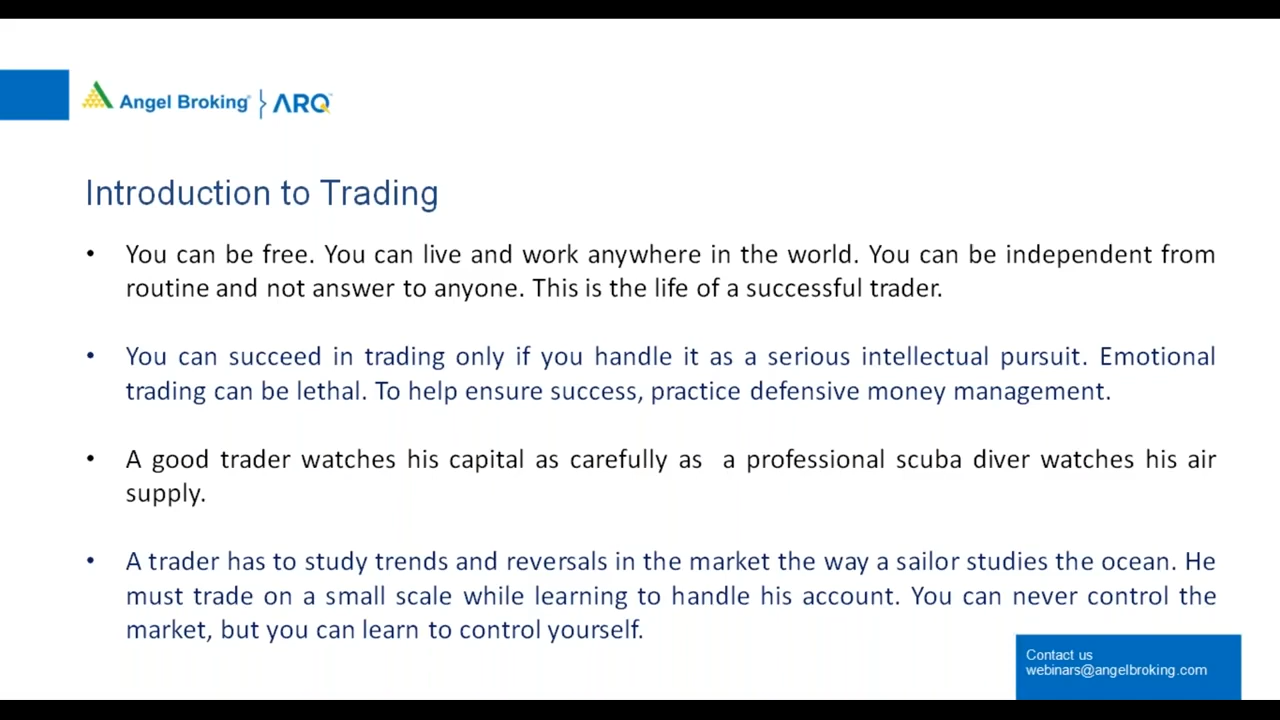 Angel Broking ARQ
Introduction to Trading
• You can be free. You can live and work anywhere in the world. You can be independent from
routine and not answer to anyone. This is the life of a successful trader.
• You can succeed in trading only if you handle it as a serious intellectual pursuit. Emotional
trading can be lethal. To help ensure success, practice defensive money management.
• A good trader watches his capital as carefully as a professional scuba diver watches his air
supply.
• A trader has to study trends and reversals in the market the way a sailor studies the ocean. He
must trade on a small scale while learning to handle his account. You can never control the
market, but you can learn to control yourself.
Contact us
webinars@angelbroking.com